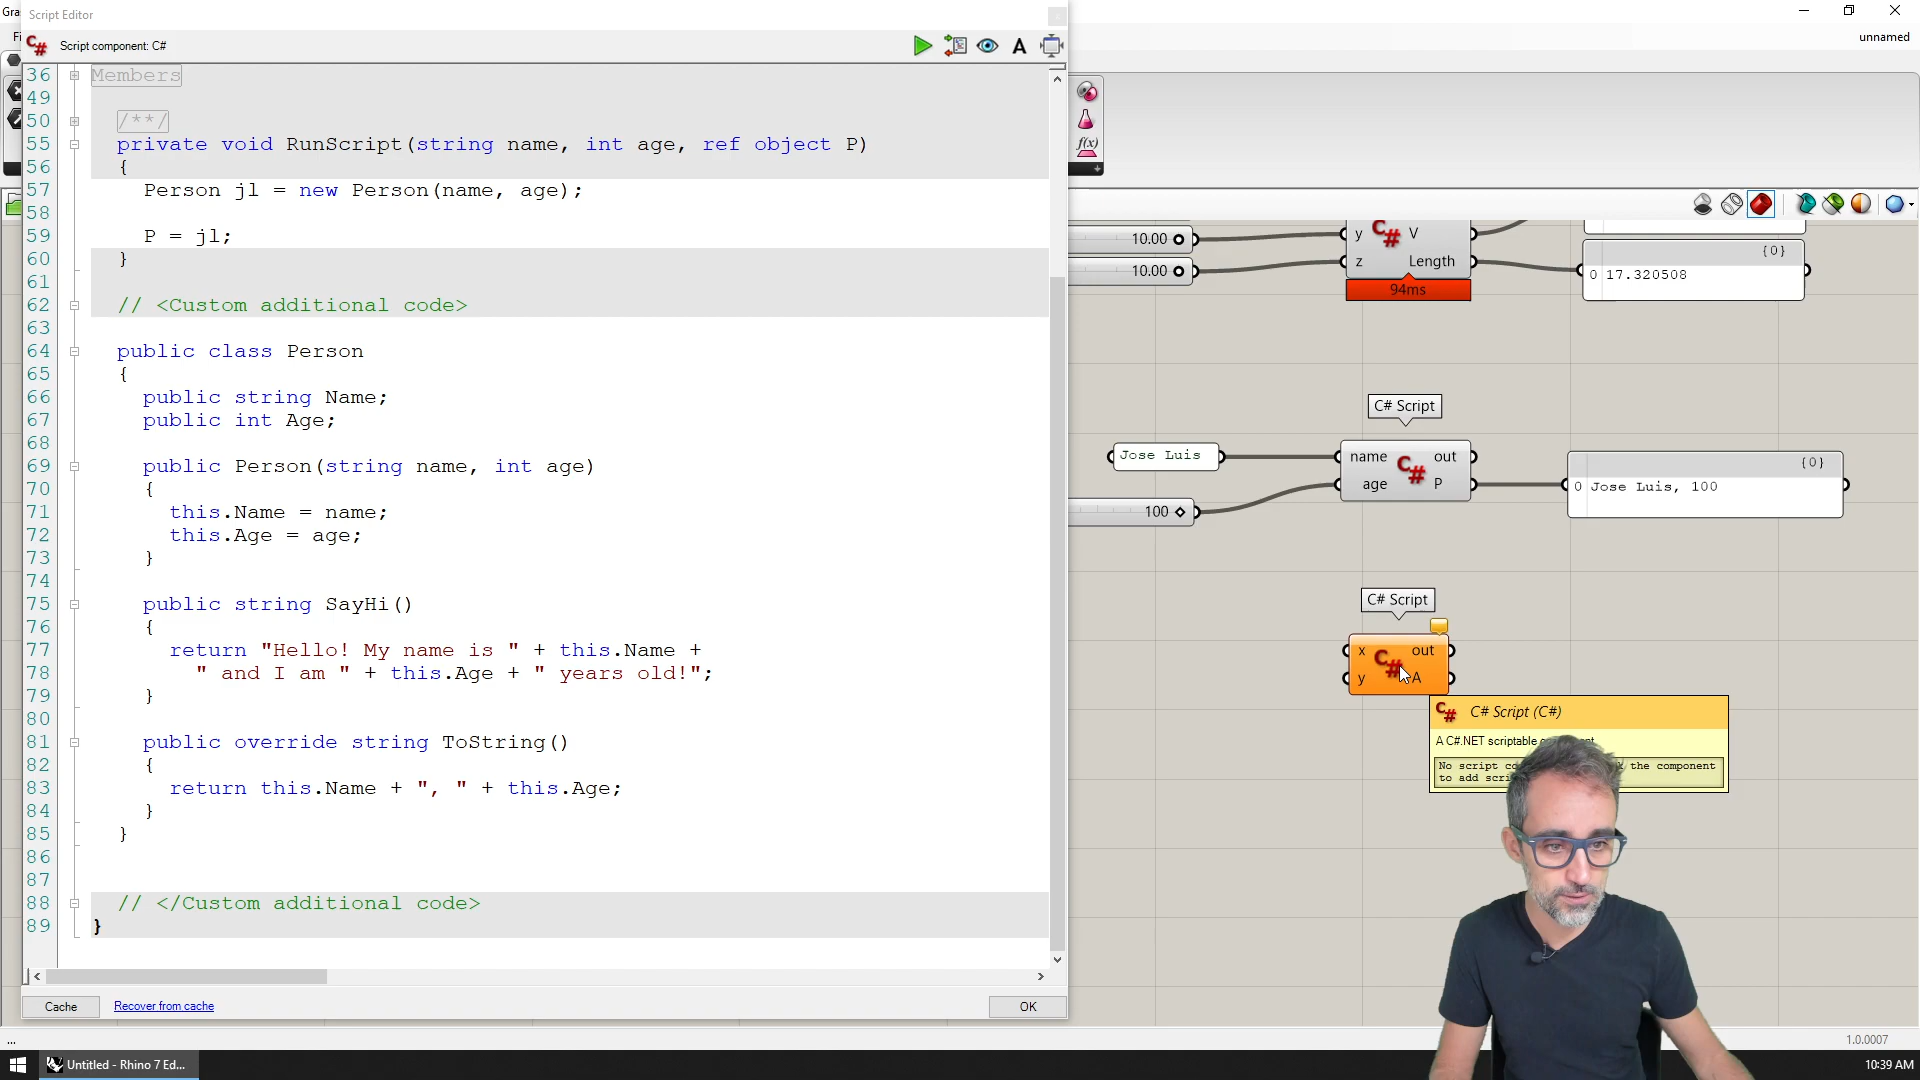 Gra
Script Editor
Script component: C#
Fi
unnamed
36 Members
49
50 /**/
55 private void RunScript(string name, int age, ref object P)
56 {
57 Person jl = new Person(name, age);
58
59 P = jl;
60 }
61
62 // <Custom additional code>
63
64 public class Person
65 {
66 public string Name;
67 public int Age;
68
69 public Person(string name, int age)
70 {
71 this.Name = name;
72 this.Age = age;
73 }
74
75 public string SayHi()
76 {
77 return "Hello! My name is " + this.Name +
78 " and I am " + this.Age + " years old!";
79 }
80
81 public override string ToString()
82 {
83 return this.Name + ", " + this.Age;
84 }
85 }
86
87
88 // </Custom additional code>
89 }
Cache
Recover from cache
OK
f(x)
10.00
10.00
y C# V
z Length
94ms
{0}
0 17.320508
C# Script
Jose Luis
100
name C# out
age P
{0}
0 Jose Luis, 100
C# Script
x C# out
y A
C# C# Script (C#)
A C#.NET scriptable
No script the component
to add
...
1.0.0007
Untitled - Rhino 7 Ed...
10:39 AM